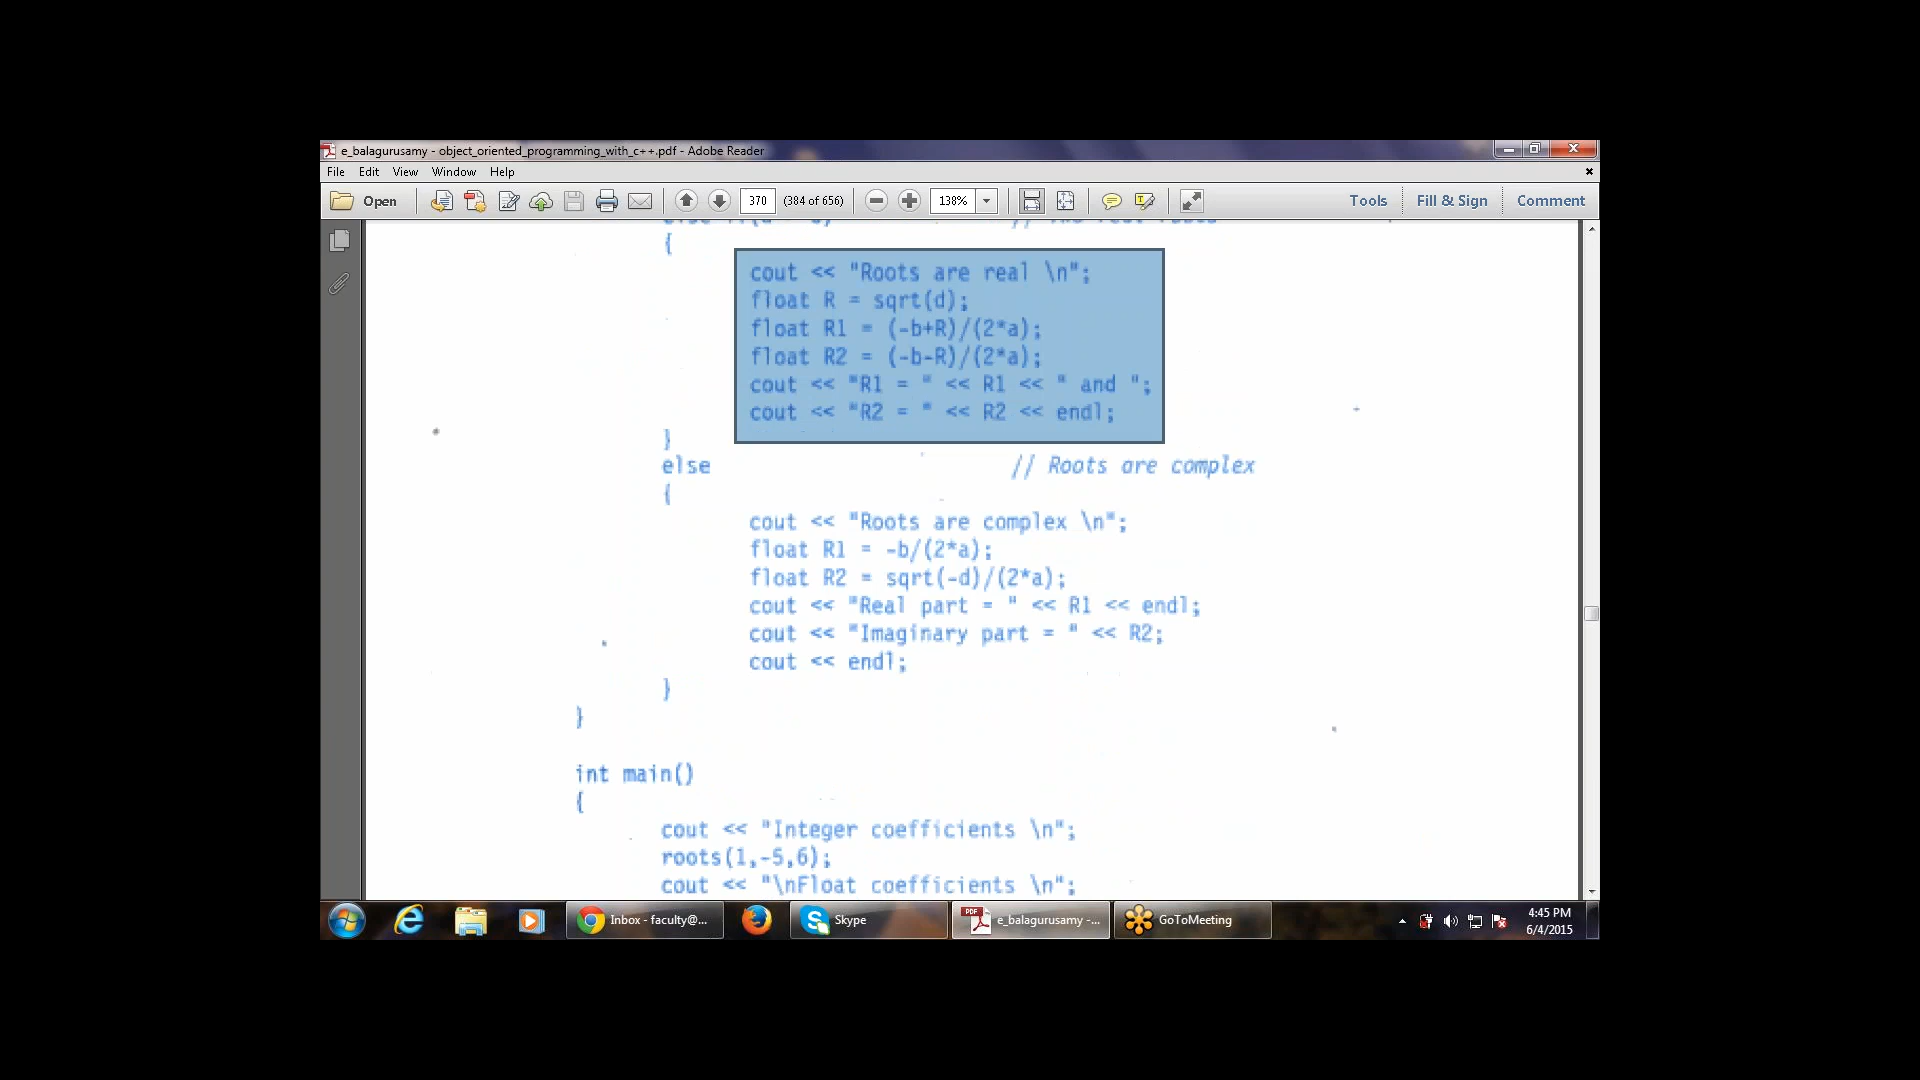 e_balagurusamy - object_oriented_programming_with_c++.pdf - Adobe Reader
File Edit View Window Help
Open 370 (384 of 656) 138% Tools Fill & Sign Comment
{
cout << "Roots are real \n";
float R = sqrt(d);
float R1 = (-b+R)/(2*a);
float R2 = (-b-R)/(2*a);
cout << "R1 = " << R1 << " and ";
cout << "R2 = " << R2 << endl;
}
else // Roots are complex
{
cout << "Roots are complex \n";
float R1 = -b/(2*a);
float R2 = sqrt(-d)/(2*a);
cout << "Real part = " << R1 << endl;
cout << "Imaginary part = " << R2;
cout << endl;
}
}
int main()
{
cout << "Integer coefficients \n";
roots(1,-5,6);
cout << "\nFloat coefficients \n";
Inbox - faculty@... Skype e_balagurusamy -... GoToMeeting 4:45 PM
6/4/2015